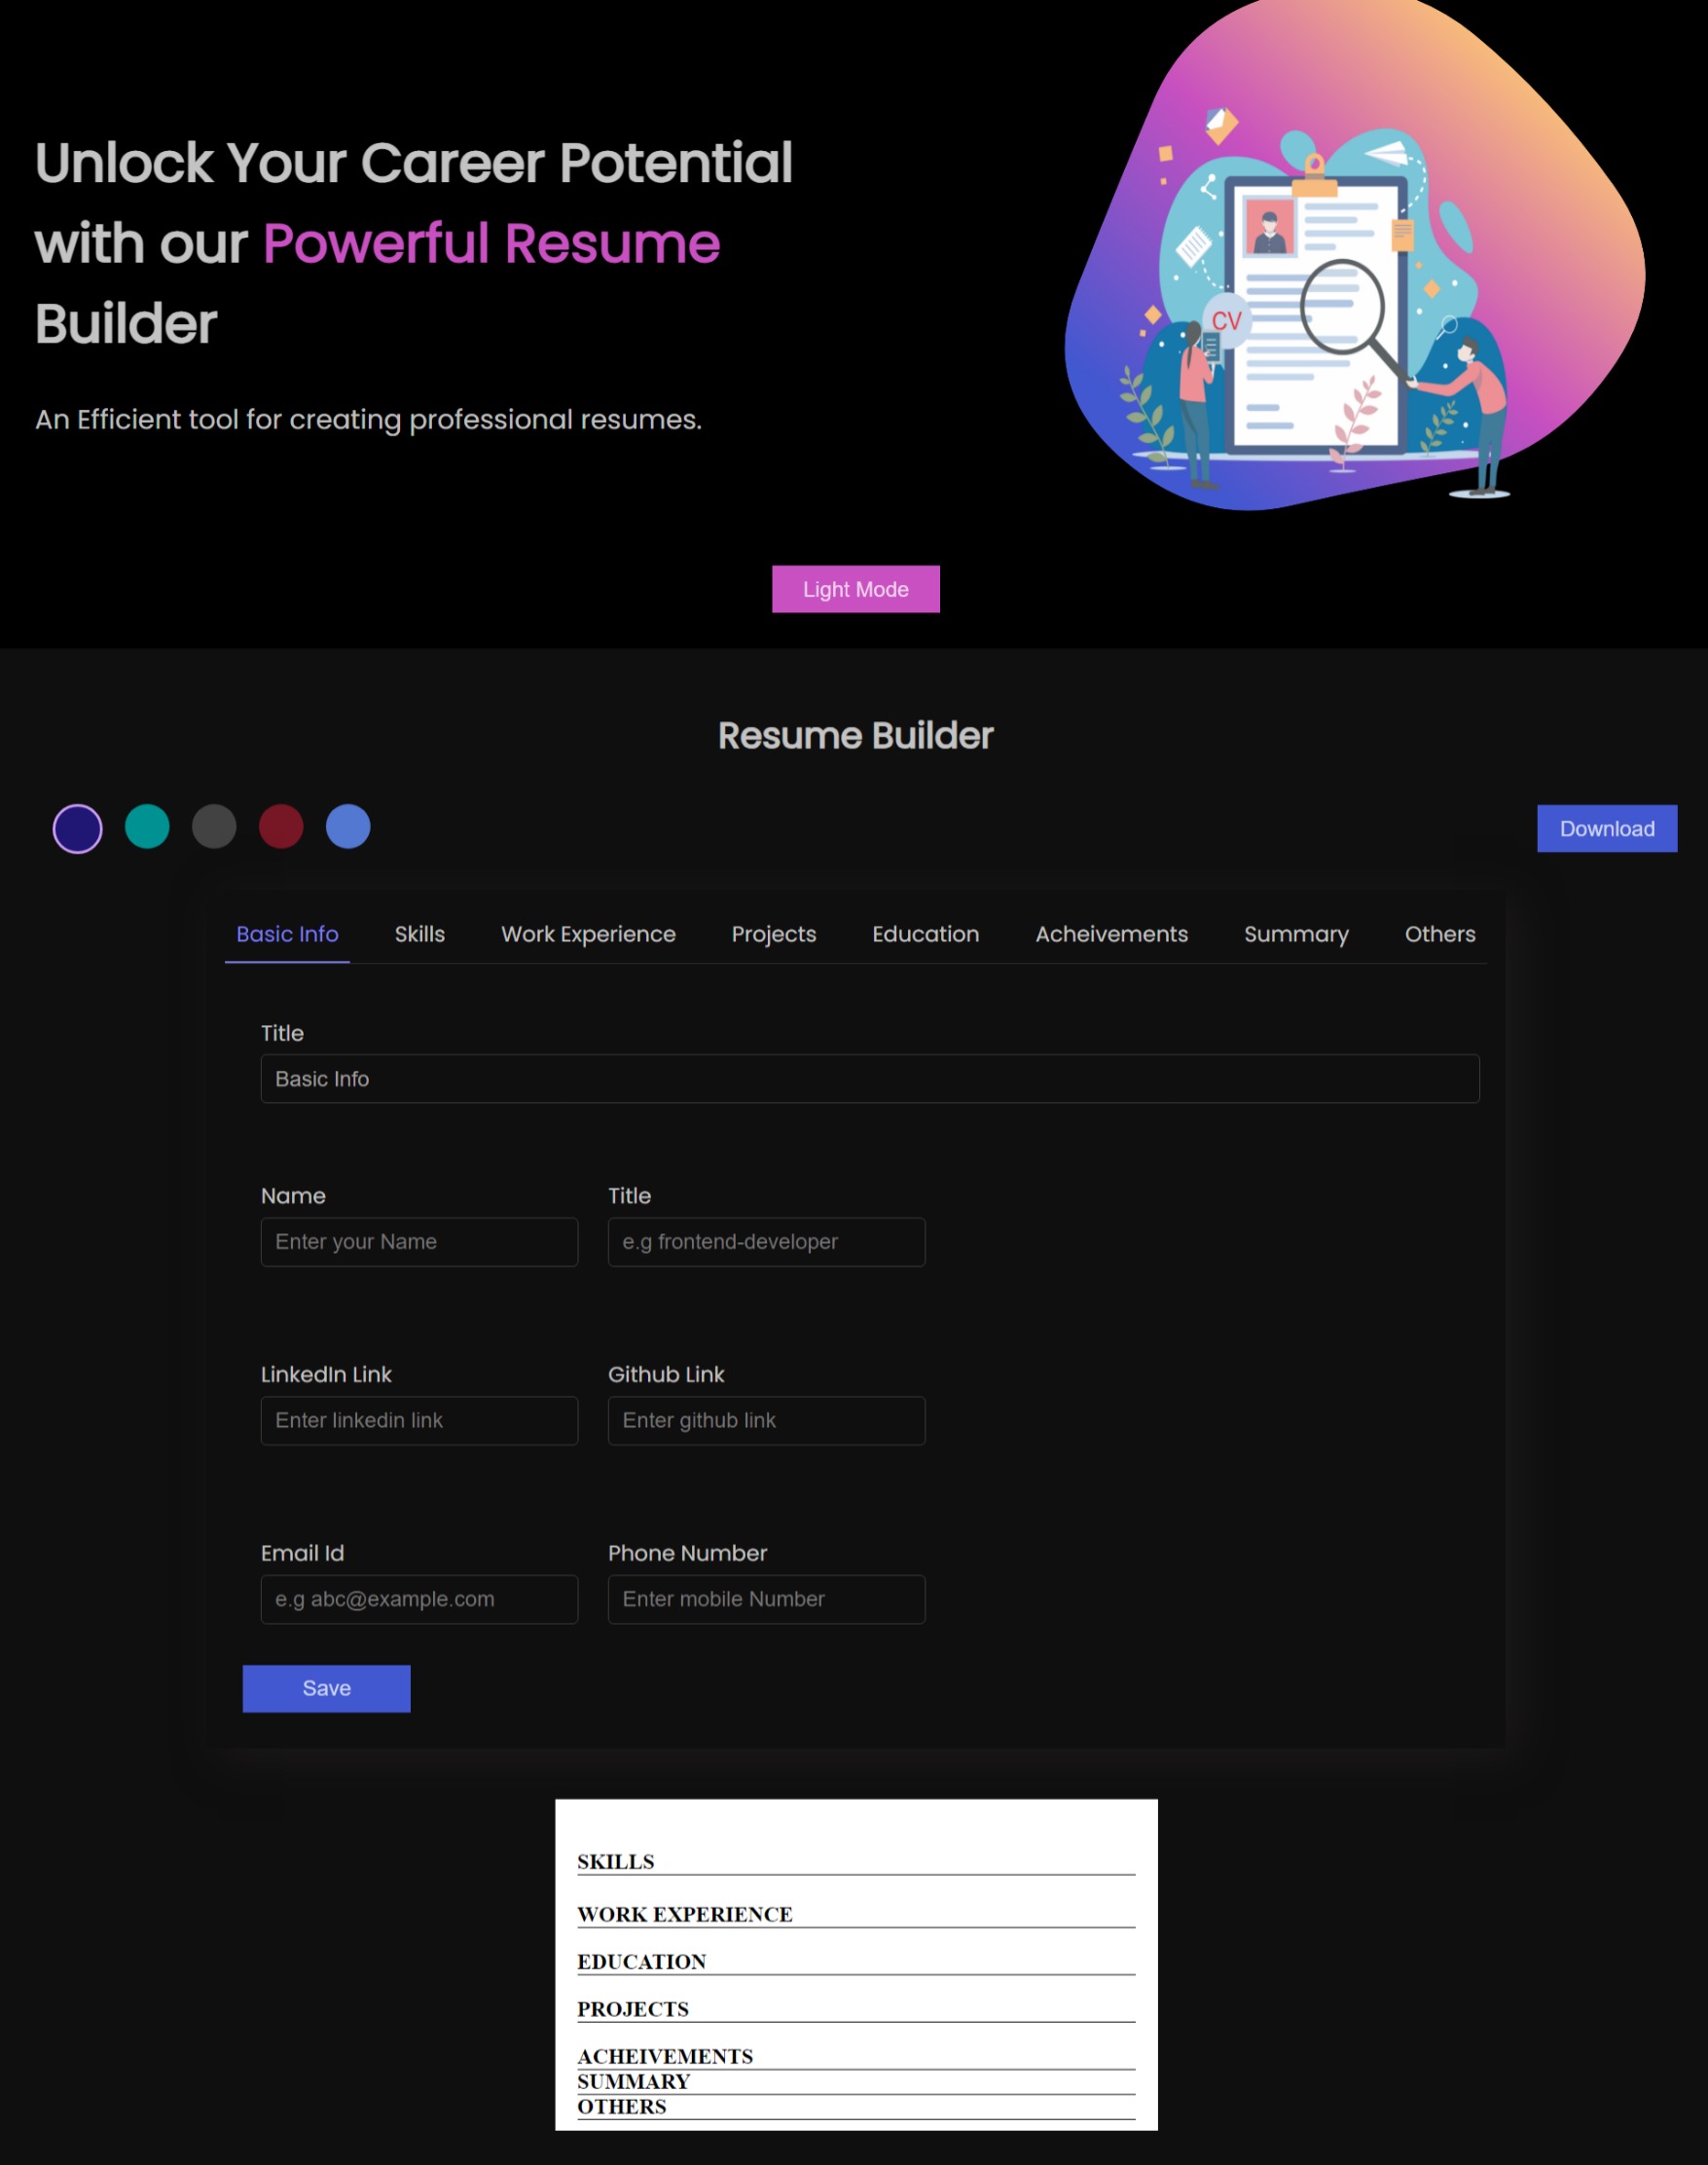 Unlock Your Career Potential
with our Powerful Resume
Builder
An Efficient tool for creating professional resumes.
CV
Light Mode
Resume Builder
Download
Basic Info Skills Work Experience Projects Education Acheivements Summary Others
Title
Basic Info
Name Title
Enter your Name e.g frontend-developer
LinkedIn Link Github Link
Enter linkedin link Enter github link
Email Id Phone Number
e.g abc@example.com Enter mobile Number
Save
SKILLS
WORK EXPERIENCE
EDUCATION
PROJECTS
ACHEIVEMENTS
SUMMARY
OTHERS